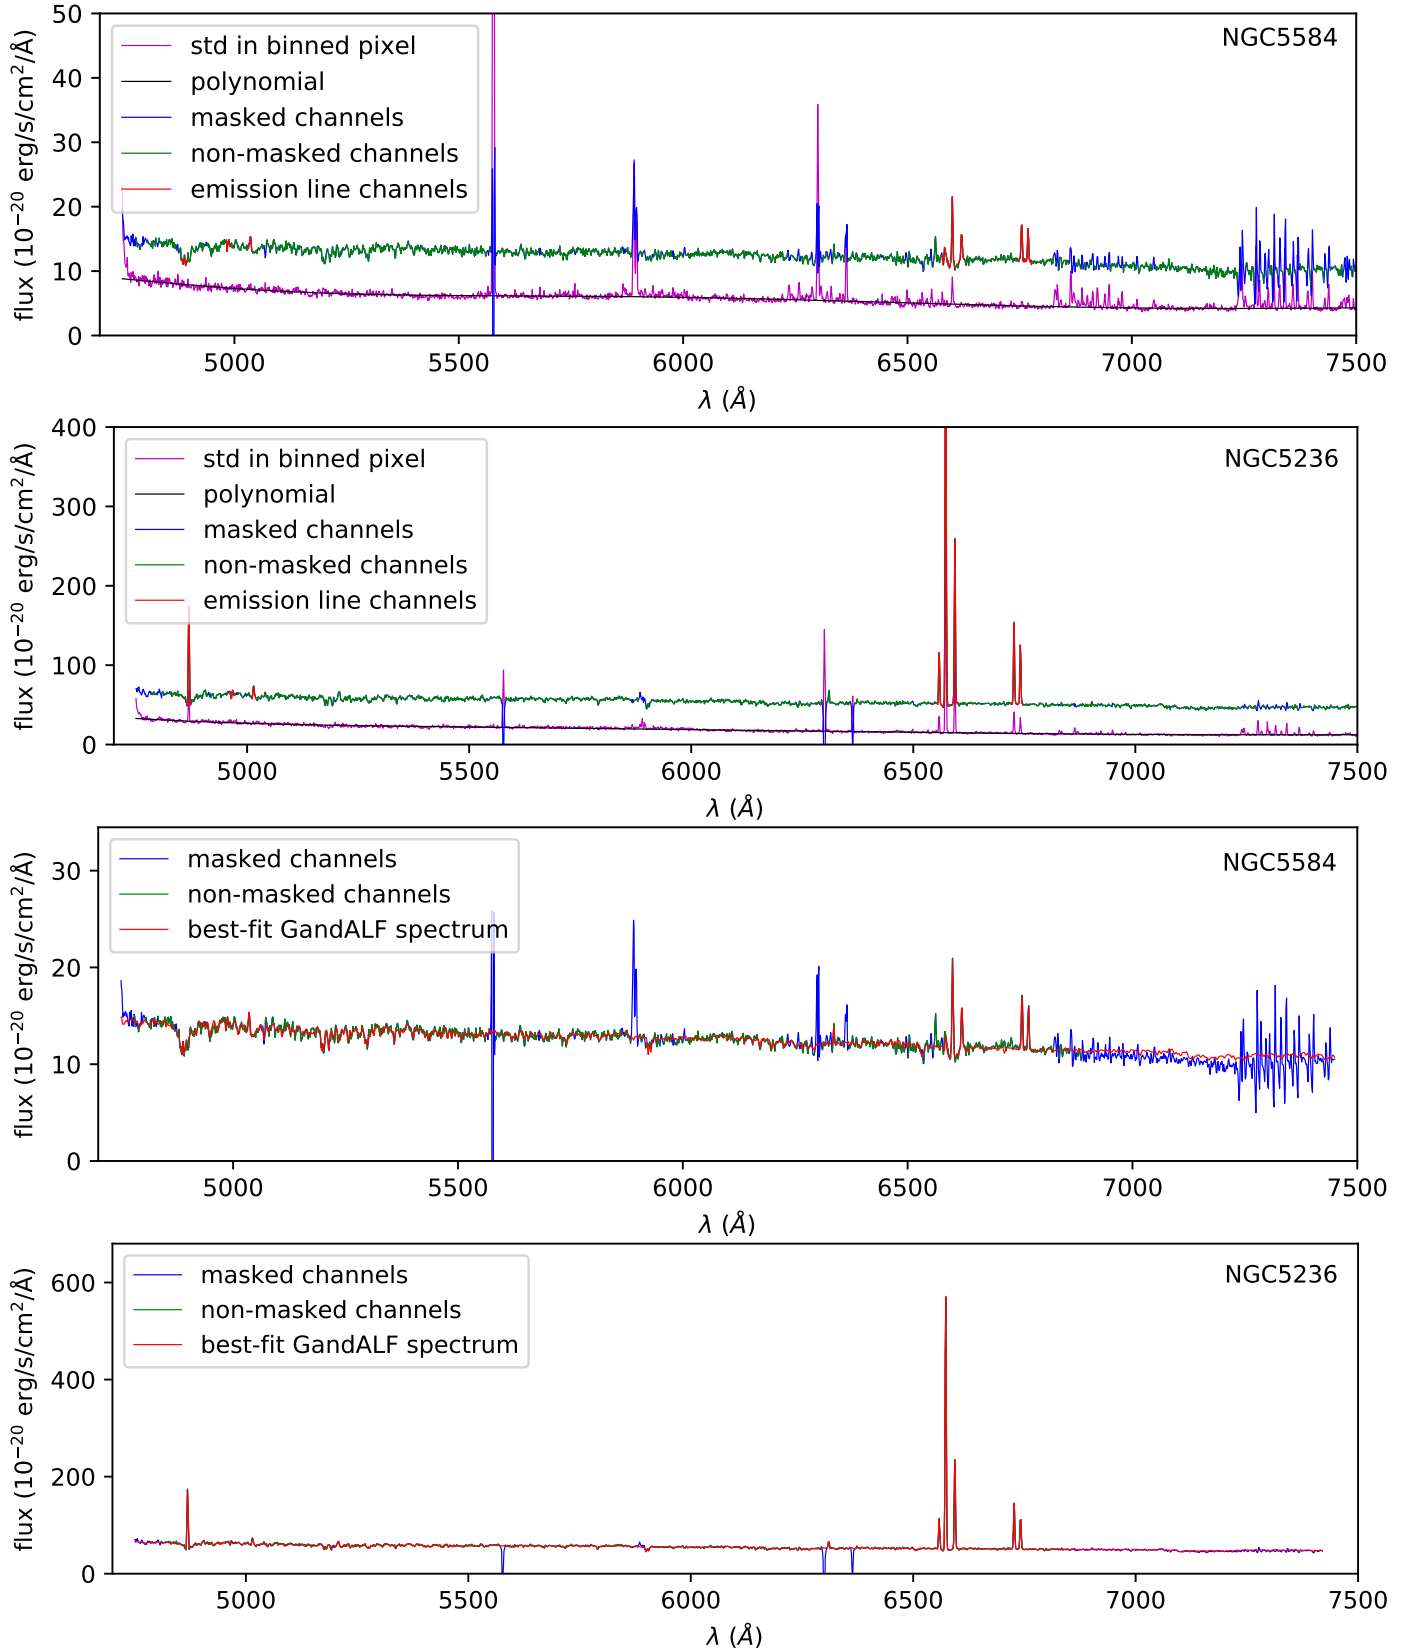 NGC5584
std in binned pixel
polynomial
masked channels
non-masked channels
emission line channels
50
40
30
20
10
0
flux (10⁻²⁰ erg/s/cm²/Å)
5000 5500 6000 6500 7000 7500
λ (Å)
NGC5236
std in binned pixel
polynomial
masked channels
non-masked channels
emission line channels
400
300
200
100
0
flux (10⁻²⁰ erg/s/cm²/Å)
5000 5500 6000 6500 7000 7500
λ (Å)
NGC5584
masked channels
non-masked channels
best-fit GandALF spectrum
30
20
10
0
flux (10⁻²⁰ erg/s/cm²/Å)
5000 5500 6000 6500 7000 7500
λ (Å)
NGC5236
masked channels
non-masked channels
best-fit GandALF spectrum
600
400
200
0
flux (10⁻²⁰ erg/s/cm²/Å)
5000 5500 6000 6500 7000 7500
λ (Å)